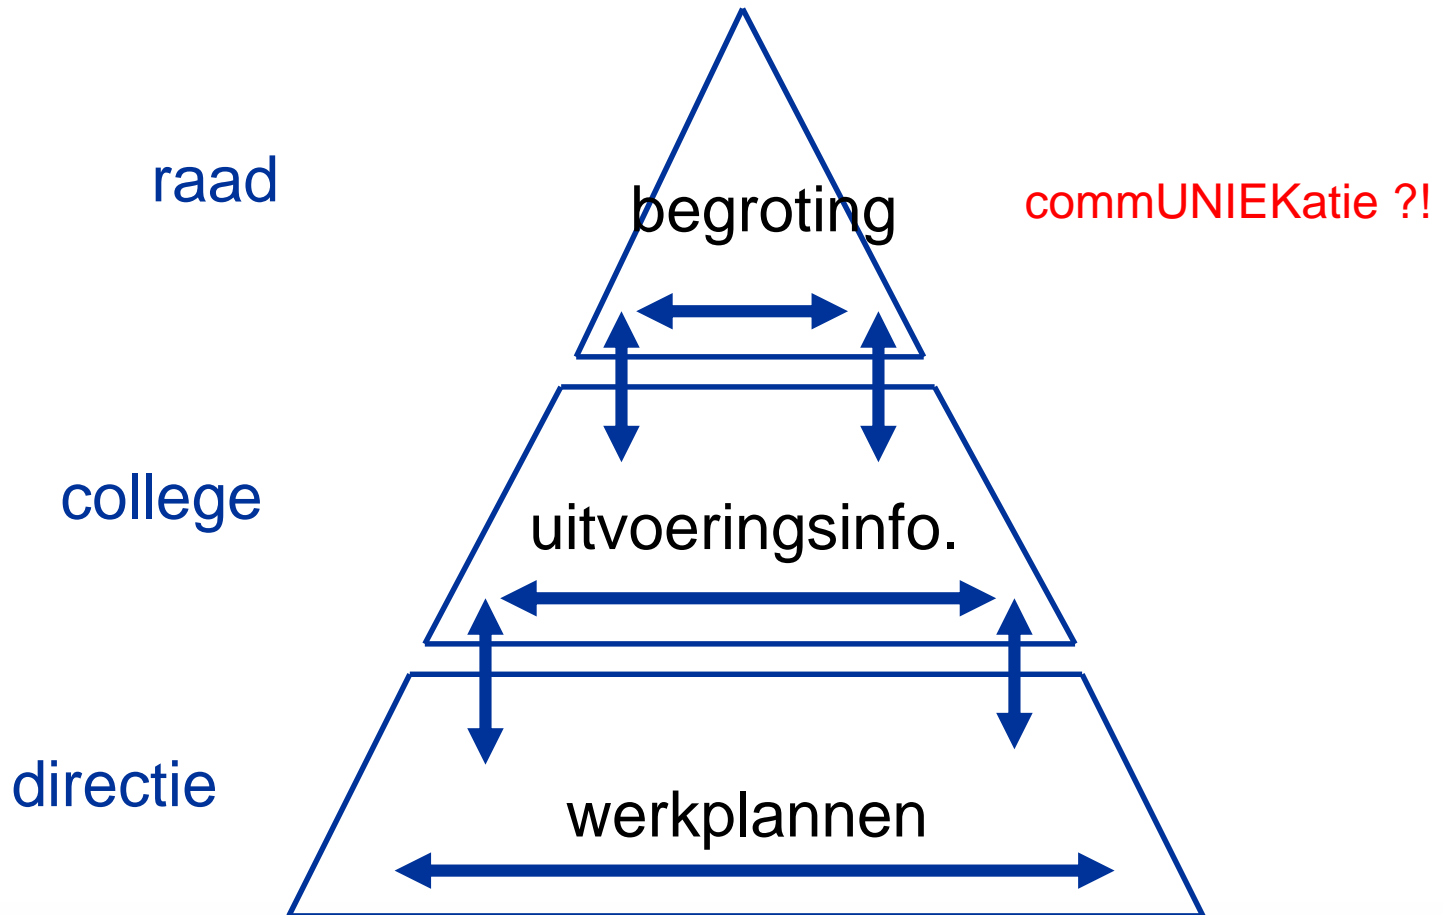 raad
begroting
commUNIEKatie ?!
college
uitvoeringsinfo.
directie
werkplannen